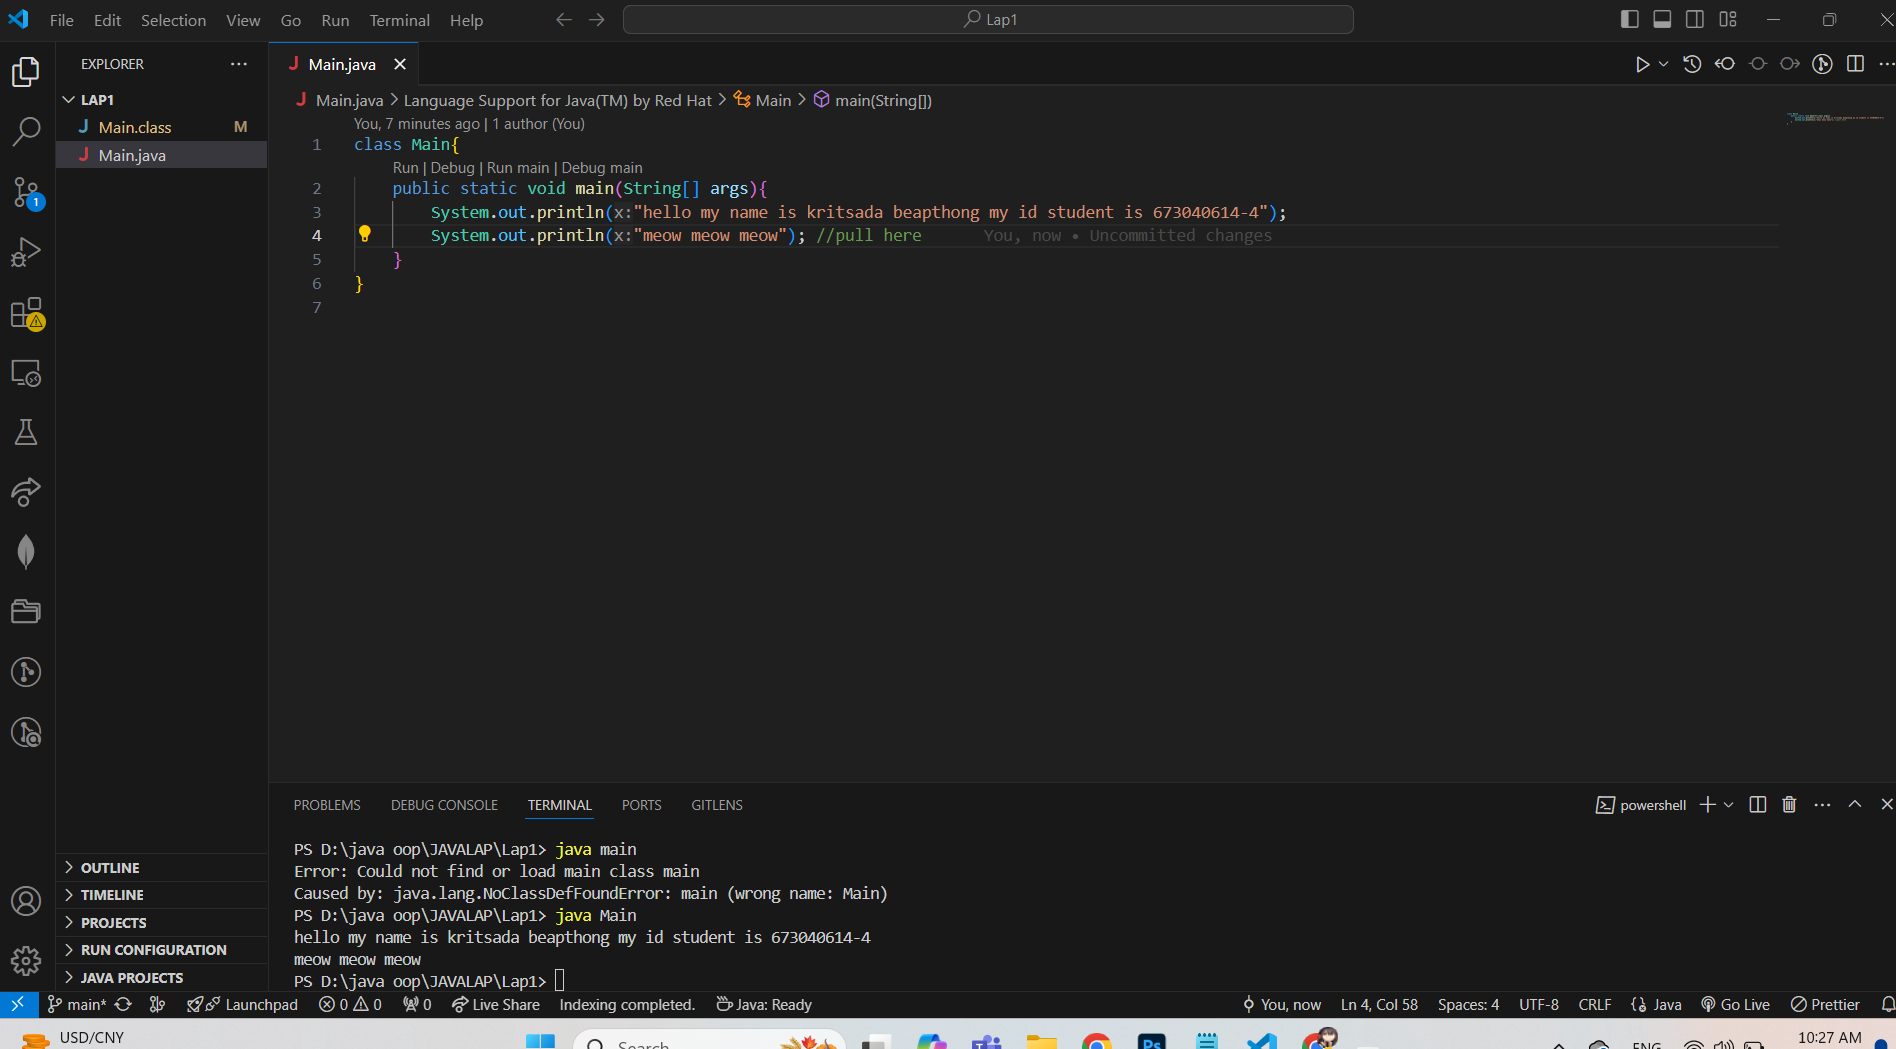 File Edit Selection View Go Run Terminal Help
Lap1
EXPLORER
Main.java
LAP1
Main.java Language Support for Java(TM) by Red Hat Main main(String[])
Main.class M
Main.java
You, 7 minutes ago | 1 author (You)
1 class Main{
Run | Debug | Run main | Debug main
2 public static void main(String[] args){
3 System.out.println(x:"hello my name is kritsada beapthong my id student is 673040614-4");
4 System.out.println(x:"meow meow meow"); //pull here You, now • Uncommitted changes
5 }
6 }
7
1
PROBLEMS DEBUG CONSOLE TERMINAL PORTS GITLENS
powershell
PS D:\java oop\JAVALAP\Lap1> java main
Error: Could not find or load main class main
Caused by: java.lang.NoClassDefFoundError: main (wrong name: Main)
PS D:\java oop\JAVALAP\Lap1> java Main
hello my name is kritsada beapthong my id student is 673040614-4
meow meow meow
PS D:\java oop\JAVALAP\Lap1>
OUTLINE
TIMELINE
PROJECTS
RUN CONFIGURATION
JAVA PROJECTS
main* Launchpad 0 0 0 Live Share Indexing completed. Java: Ready
You, now Ln 4, Col 58 Spaces: 4 UTF-8 CRLF Java Go Live Prettier
USD/CNY
Search
Ps
ENG
10:27 AM